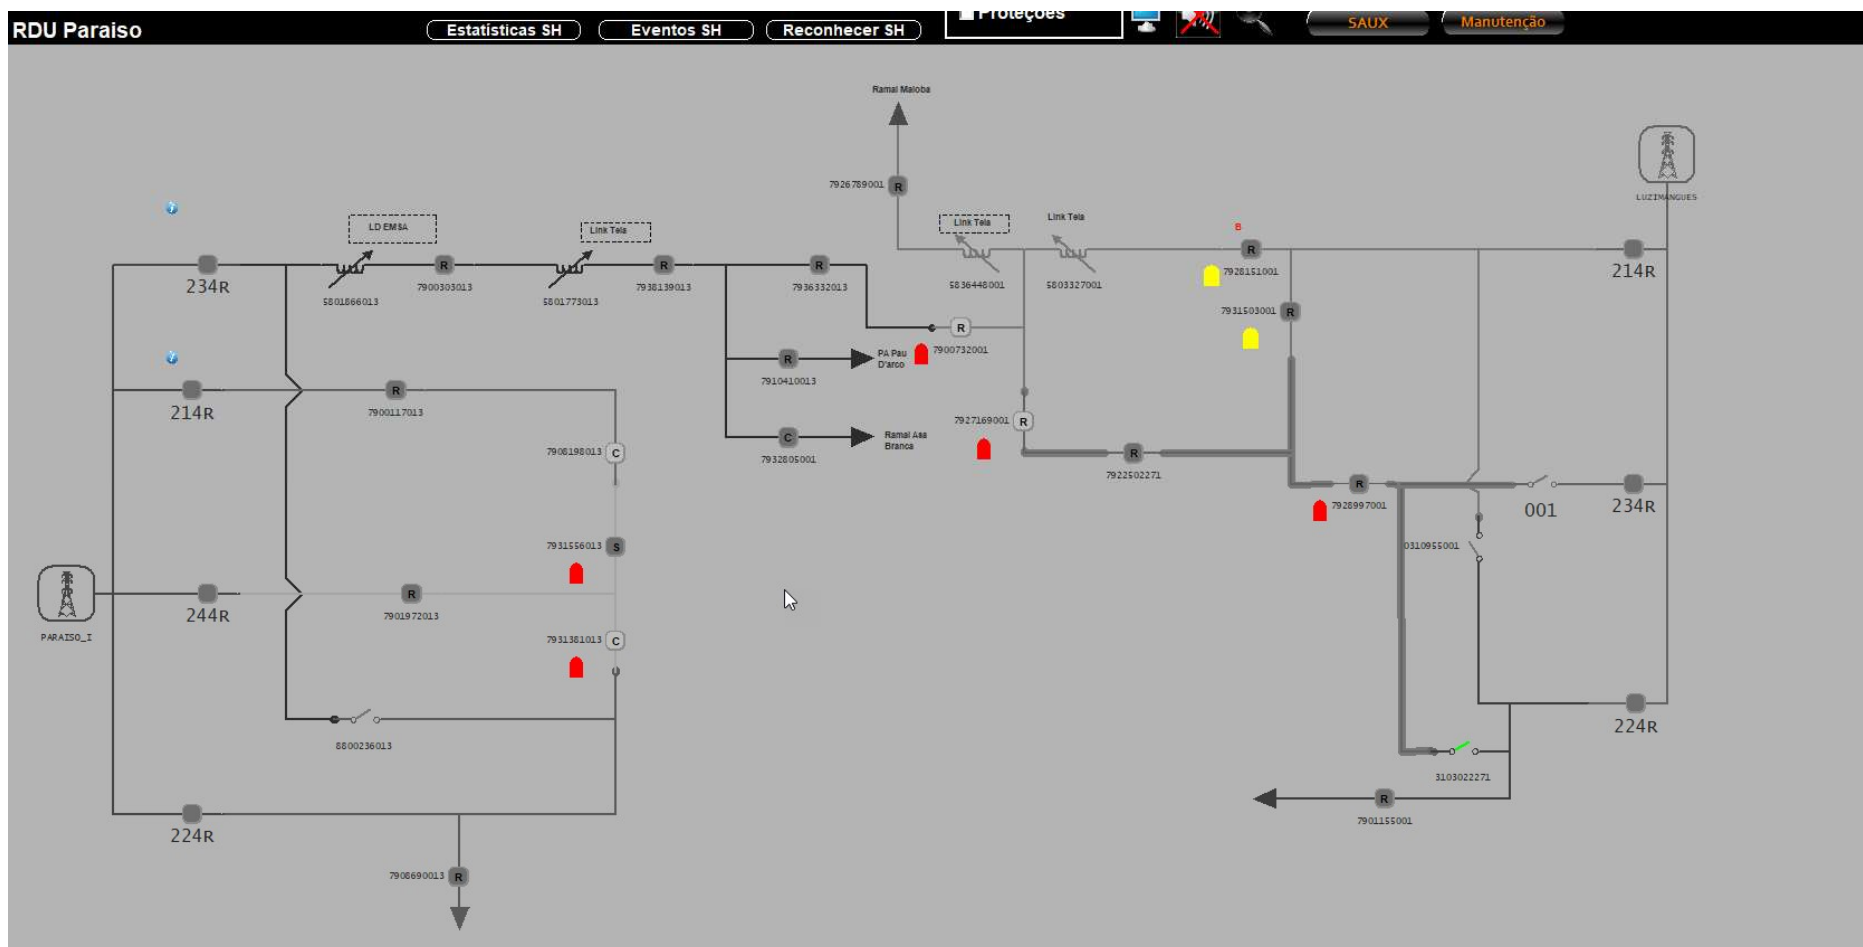 RDU Paraiso
Estatísticas SH
Eventos SH
Reconhecer SH
Proteções
SAUX
Manutenção
Ramal Maioba
7926789001
R
LUZIMANGUES
LD EMSA
Link Tela
Link Tela
Link Tela
B
234R
5801866013
R
7900303013
5801773013
R
7938139013
R
7936332013
5836448001
5803327001
R
7928151001
214R
7931503001
R
R
7900732001
PA Pau
D'arco
R
7910410013
214R
R
7900117013
7927169001
R
Ramal Asa
Branca
C
7932805001
7908198013
C
R
7922502271
R
7928997001
001
234R
7931556013
S
0310955001
244R
R
7901972013
PARAISO_I
7931381013
C
8800236013
224R
3103022271
R
7901155001
224R
7908690013
R